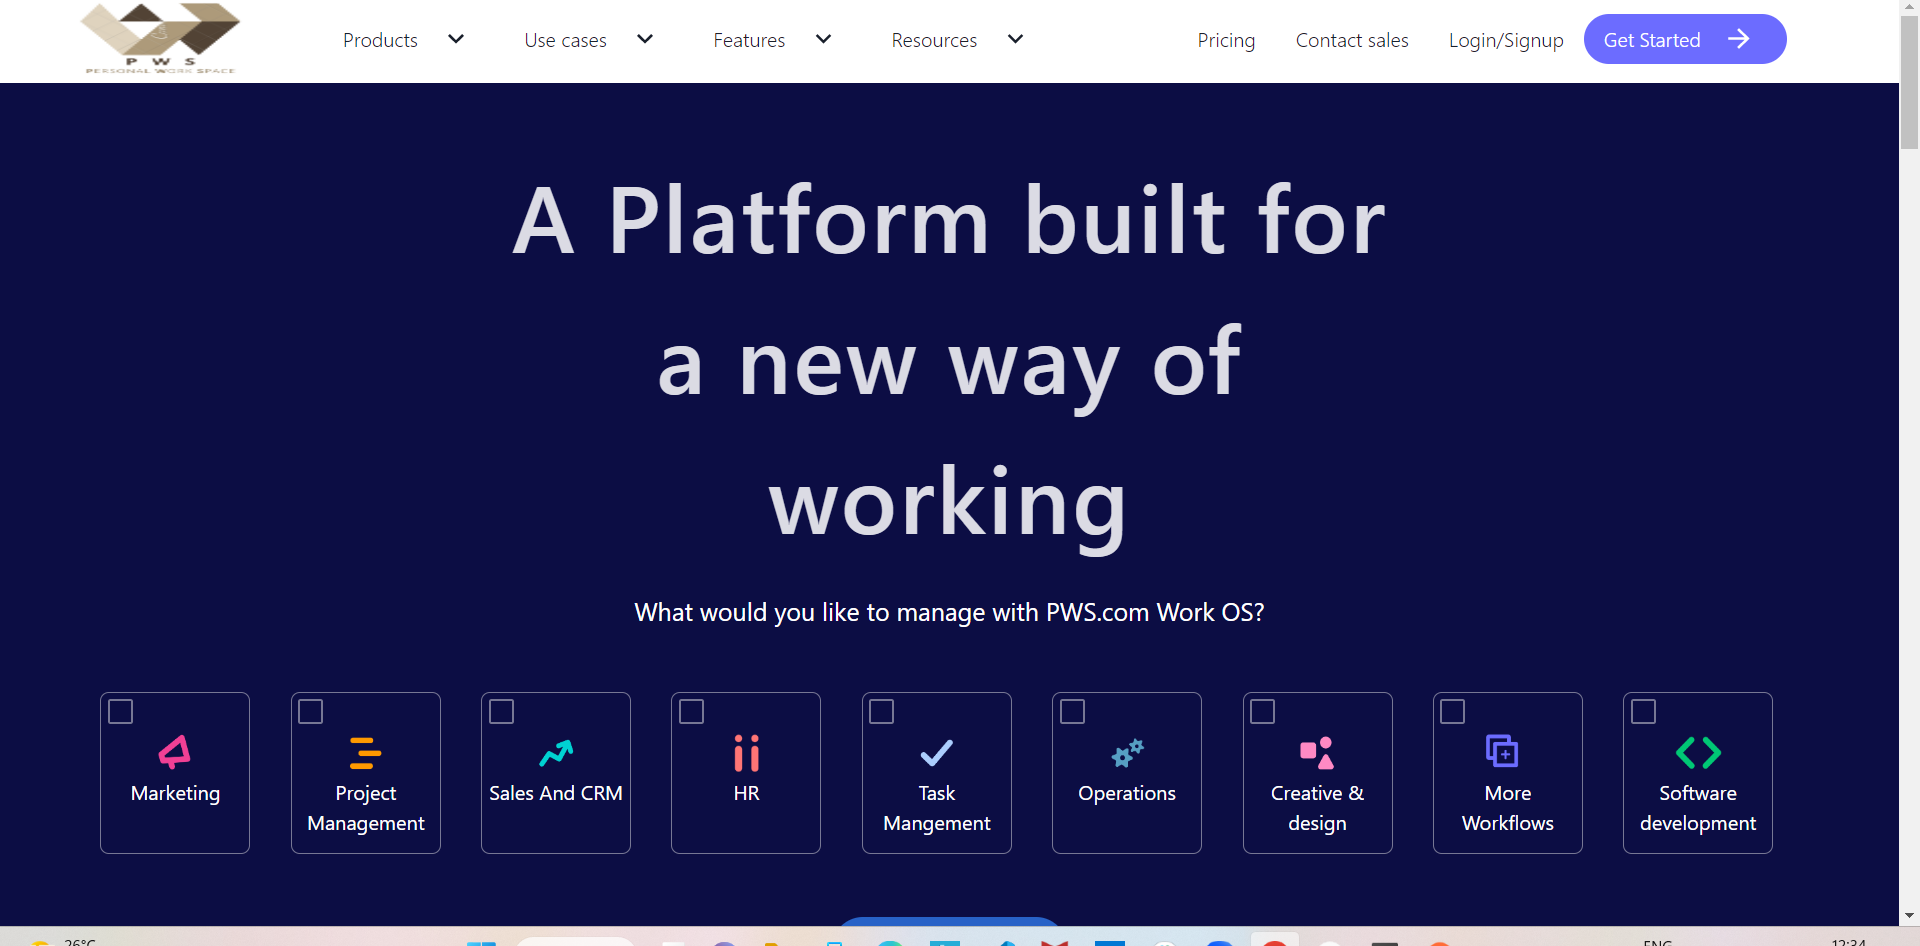 P W S
PERSONAL WORK SPACE
Products
Use cases
Features
Resources
Pricing
Contact sales
Login/Signup
Get Started
A Platform built for
a new way of
working
What would you like to manage with PWS.com Work OS?
Marketing
Project
Management
Sales And CRM
HR
Task
Mangement
Operations
Creative &
design
More
Workflows
Software
development
26°C
ENG
12:34